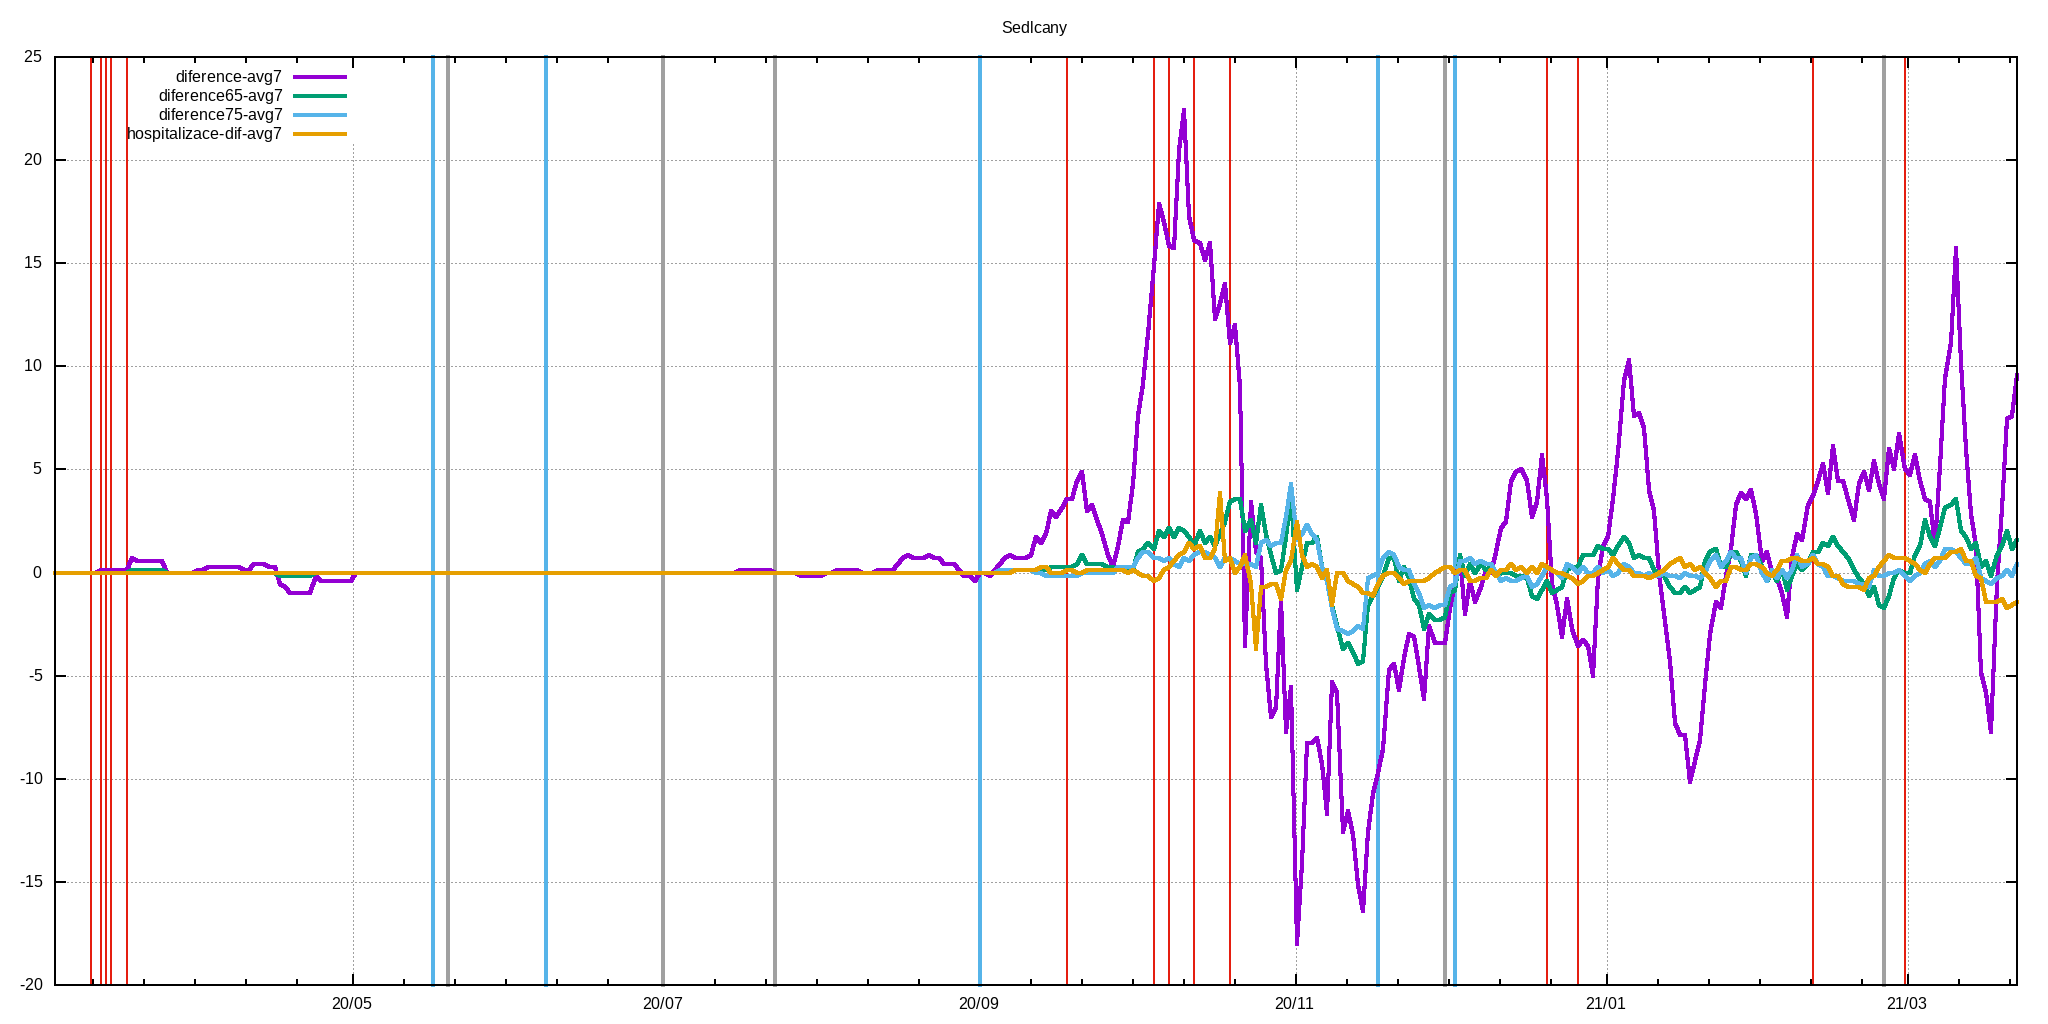 Sedlcany
25
diference-avg7
diference65-avg7
diference75-avg7
hospitalizace-dif-avg7
20
15
10
5
0
-5
-10
-15
-20
20/05 20/07 20/09 20/11 21/01 21/03